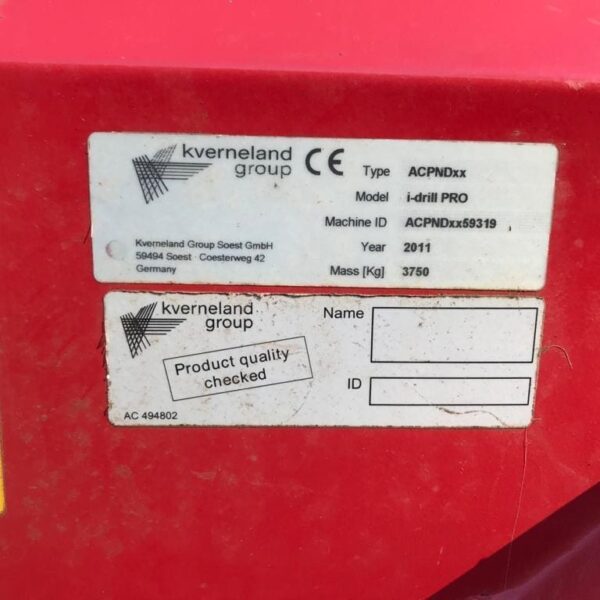 kverneland
group
CE
Type ACPNDxx
Model i-drill PRO
Machine ID ACPNDxx59319
Year 2011
Mass [Kg] 3750
Kverneland Group Soest GmbH
59494 Soest · Coesterweg 42
Germany
kverneland
group
Product quality
checked
AC 494802
Name
ID